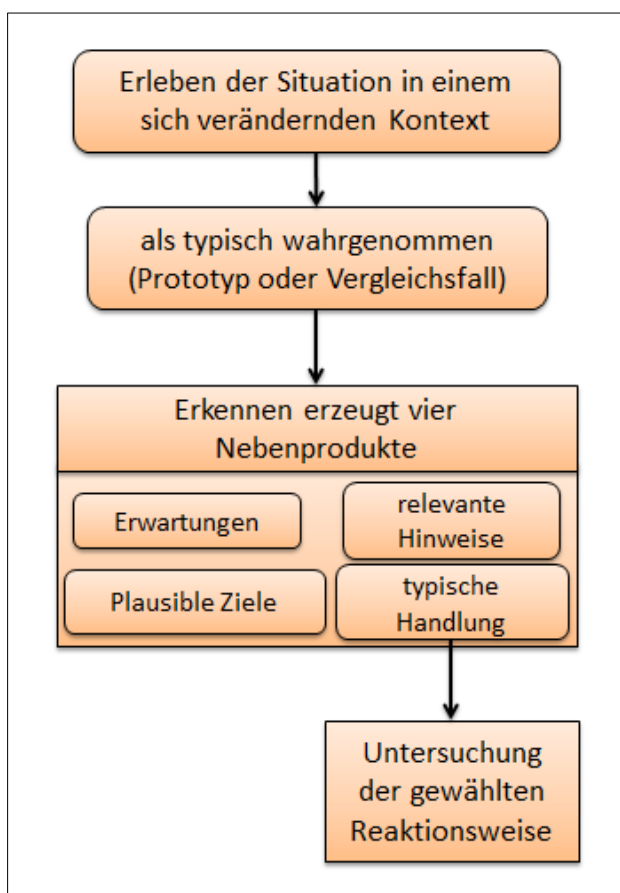 Erleben der Situation in einem
sich verändernden Kontext
als typisch wahrgenommen
(Prototyp oder Vergleichsfall)
Erkennen erzeugt vier
Nebenprodukte
Erwartungen
relevante
Hinweise
Plausible Ziele
typische
Handlung
Untersuchung
der gewählten
Reaktionsweise